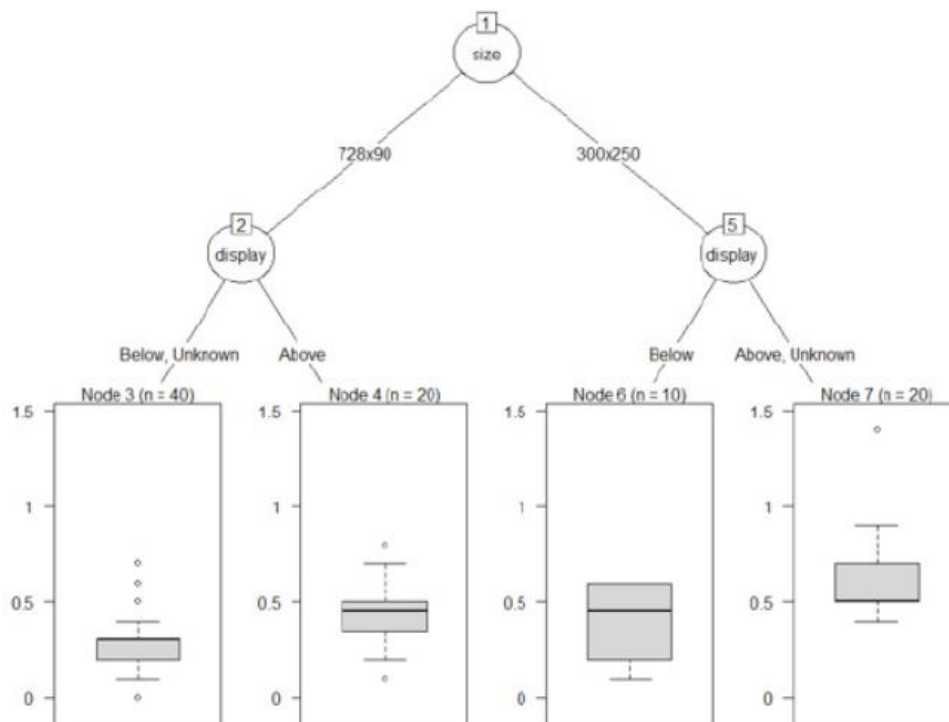 1
size
728x90
300x250
2
display
5
display
Below, Unknown
Above
Below
Above, Unknown
Node 3 (n = 40)
Node 4 (n = 20)
Node 6 (n = 10)
Node 7 (n = 20)
1.5
1
0.5
0
1.5
1
0.5
0
1.5
1
0.5
0
1.5
1
0.5
0